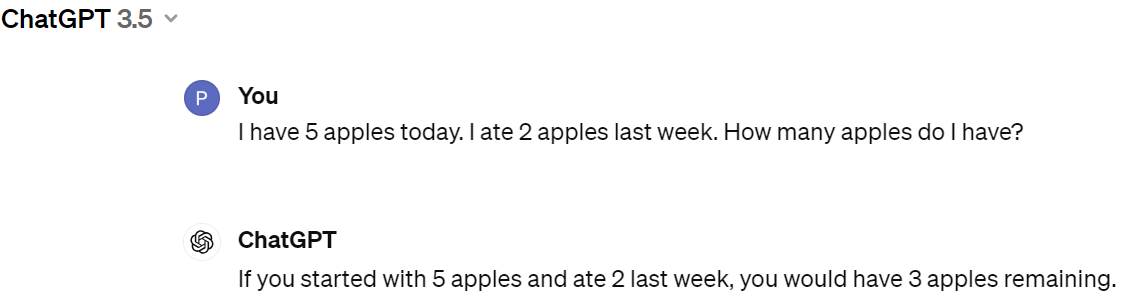 ChatGPT 3.5
P
You
I have 5 apples today. I ate 2 apples last week. How many apples do I have?
ChatGPT
If you started with 5 apples and ate 2 last week, you would have 3 apples remaining.